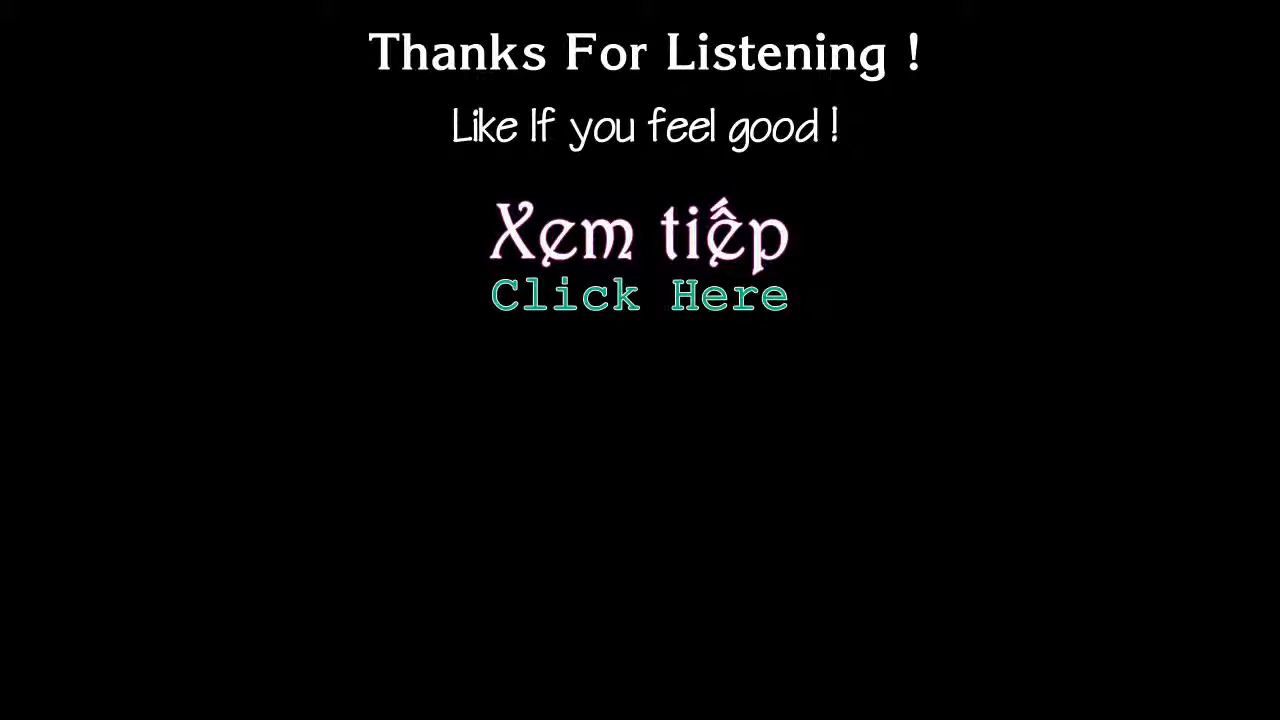 Thanks For Listening !
Like If you feel good !
Xem tiếp
Click Here